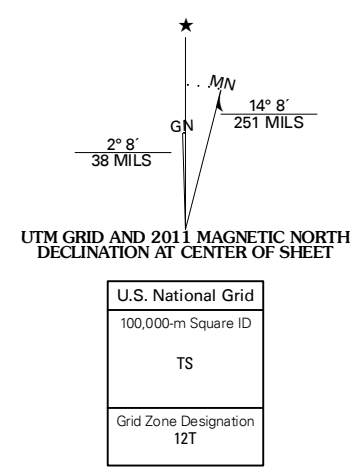 ★
MN
GN
14° 8´
251 MILS
2° 8´
38 MILS
UTM GRID AND 2011 MAGNETIC NORTH
DECLINATION AT CENTER OF SHEET
U.S. National Grid
100,000-m Square ID
TS
Grid Zone Designation
12T